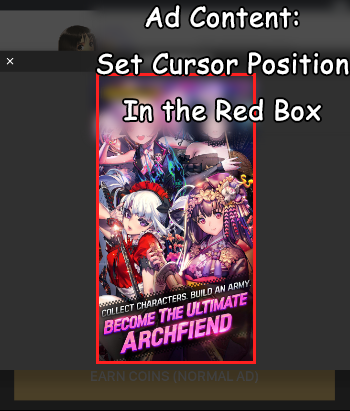 Ad Content:
Set Cursor Position
In the Red Box
COLLECT CHARACTERS. BUILD AN ARMY.
BECOME THE ULTIMATE
ARCHFIEND
EARN COINS (NORMAL AD)